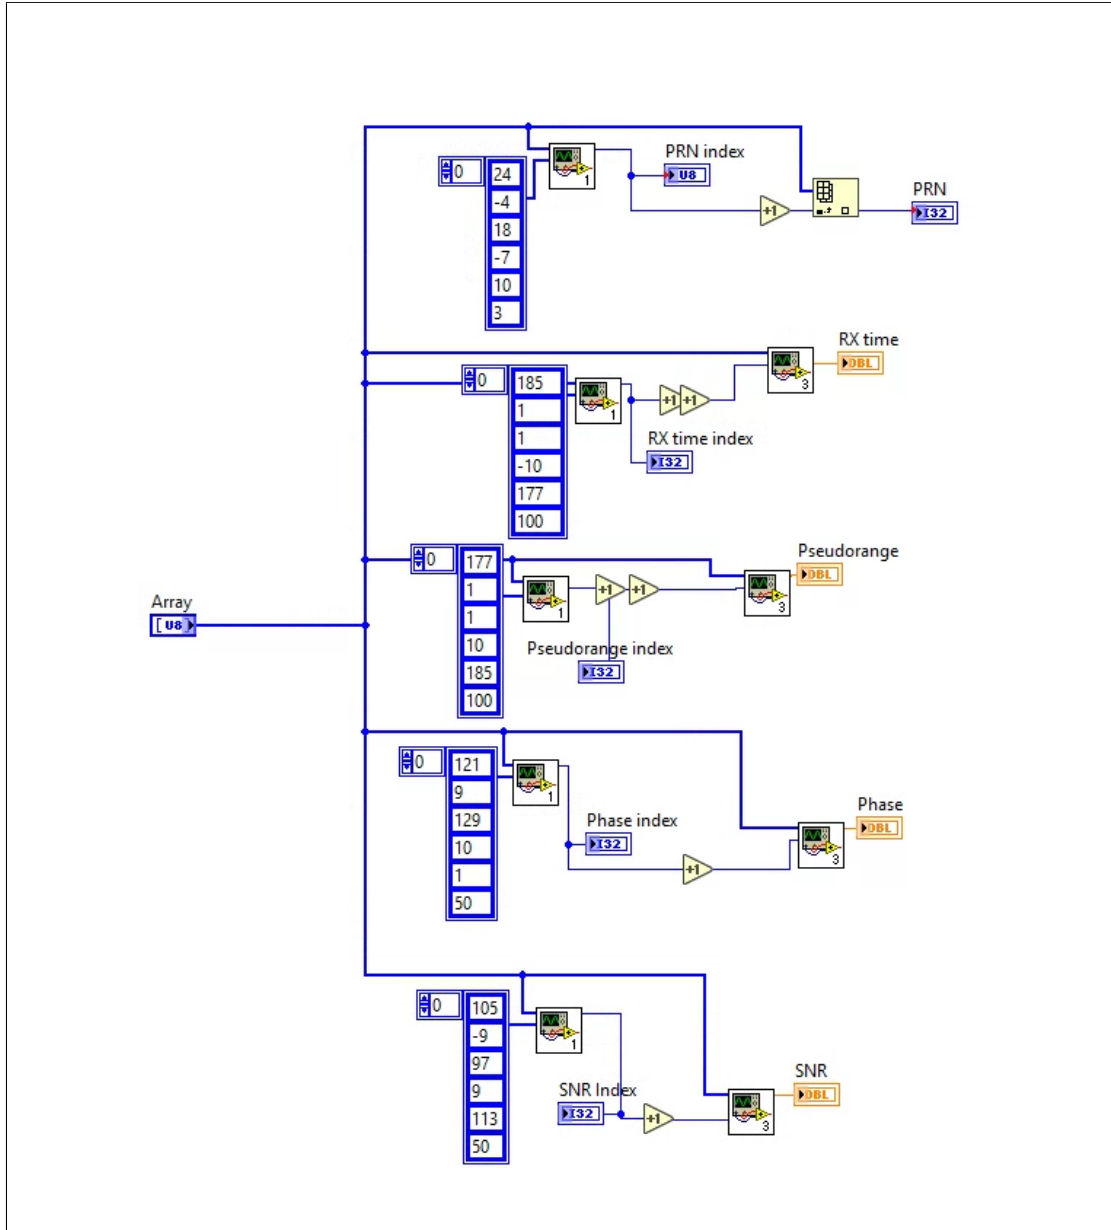 PRN index
0
24
1
U8
PRN
-4
+1
I32
18
-7
10
3
RX time
0
185
DBL
1
3
1
+1 +1
1
RX time index
-10
I32
177
100
0
177
Pseudorange
DBL
1
1
+1 +1
3
1
Array
[U8]
10
Pseudorange index
185
I32
100
0
121
9
1
129
Phase index
Phase
I32
DBL
10
3
1
+1
50
0
105
-9
1
97
9
SNR Index
SNR
DBL
113
I32
+1
3
50